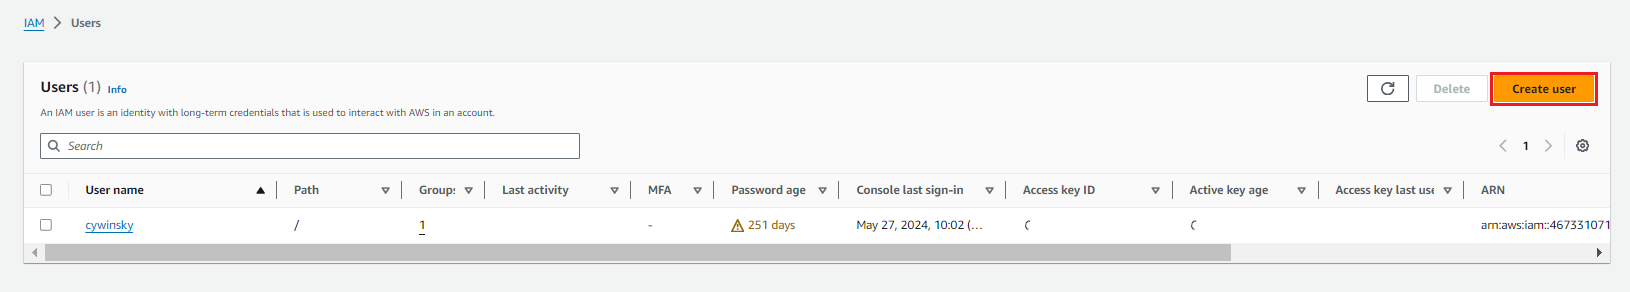 IAM > Users
Users (1) Info
Delete
Create user
An IAM user is an identity with long-term credentials that is used to interact with AWS in an account.
Search
1
User name Path Groups Last activity MFA Password age Console last sign-in Access key ID Active key age Access key last use ARN
cywinsky / 1 - 251 days May 27, 2024, 10:02 (... arn:aws:iam::467331071